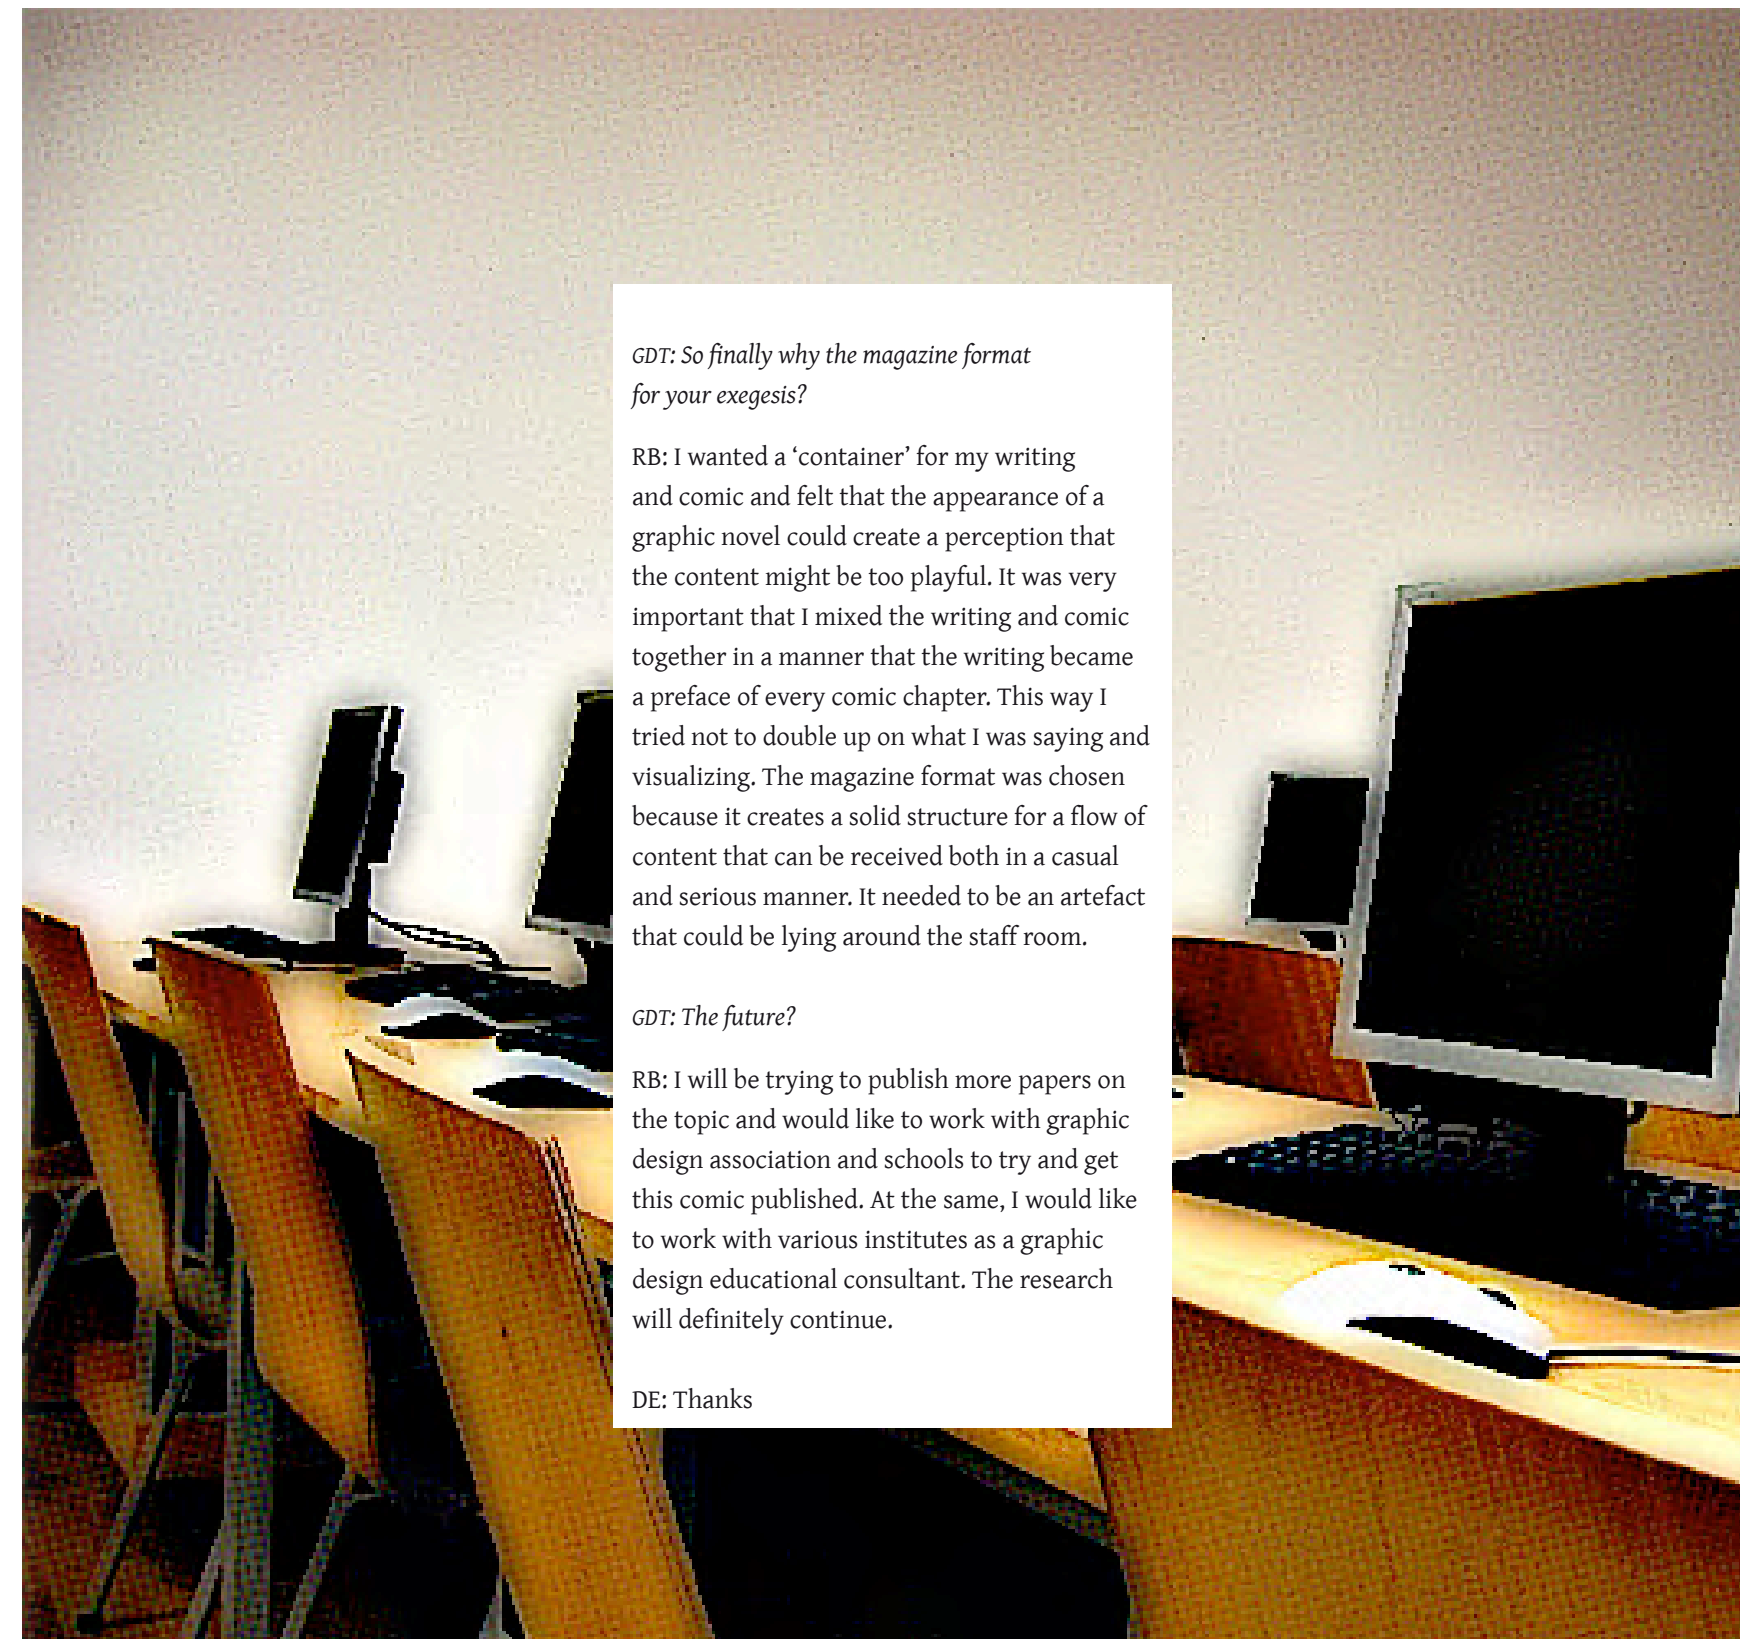 GDT: So finally why the magazine format
for your exegesis?
RB: I wanted a ‘container’ for my writing
and comic and felt that the appearance of a
graphic novel could create a perception that
the content might be too playful. It was very
important that I mixed the writing and comic
together in a manner that the writing became
a preface of every comic chapter. This way I
tried not to double up on what I was saying and
visualizing. The magazine format was chosen
because it creates a solid structure for a flow of
content that can be received both in a casual
and serious manner. It needed to be an artefact
that could be lying around the staff room.
GDT: The future?
RB: I will be trying to publish more papers on
the topic and would like to work with graphic
design association and schools to try and get
this comic published. At the same, I would like
to work with various institutes as a graphic
design educational consultant. The research
will definitely continue.
DE: Thanks